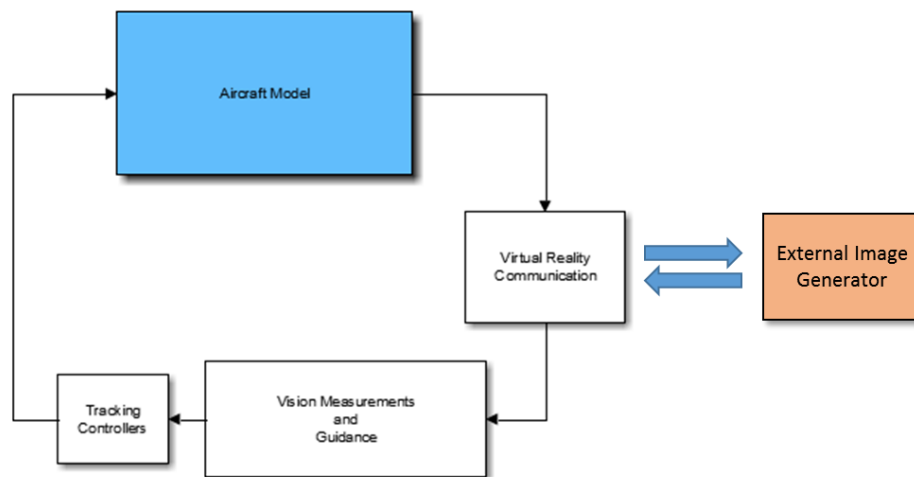 Aircraft Model
Virtual Reality
Communication
External Image
Generator
Vision Measurements
and
Guidance
Tracking
Controllers